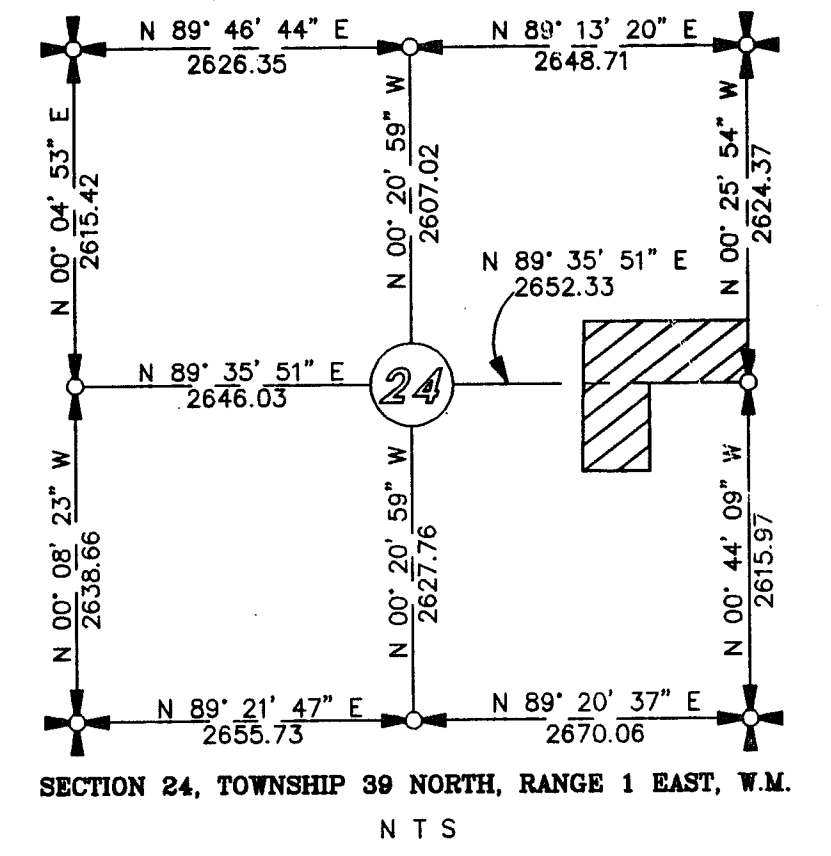 N 89° 46' 44" E
2626.35
N 89° 13' 20" E
2648.71
N 00° 04' 53" E
2615.42
N 00° 20' 59" W
2607.02
N 00° 25' 54" W
2624.37
N 89° 35' 51" E
2652.33
N 89° 35' 51" E
2646.03
24
N 00° 08' 23" W
2638.66
N 00° 20' 59" W
2627.76
N 00° 44' 09" W
2615.97
N 89° 21' 47" E
2655.73
N 89° 20' 37" E
2670.06
SECTION 24, TOWNSHIP 39 NORTH, RANGE 1 EAST, W.M.
N T S